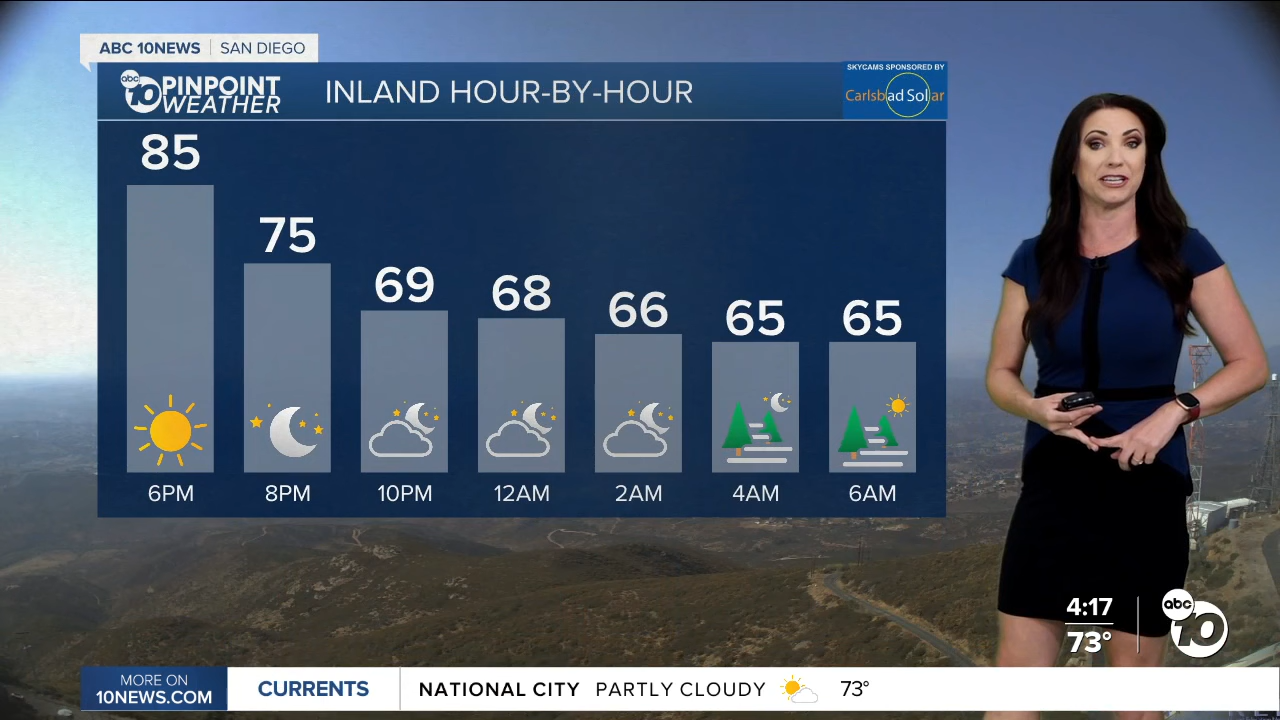 ABC 10NEWS | SAN DIEGO
abc 10 PINPOINT WEATHER
INLAND HOUR-BY-HOUR
SKYCAMS SPONSORED BY
Carlsbad Solar
85
75
69
68
66
65
65
6PM
8PM
10PM
12AM
2AM
4AM
6AM
4:17
73°
abc 10
MORE ON
10NEWS.COM
CURRENTS
NATIONAL CITY PARTLY CLOUDY 73°